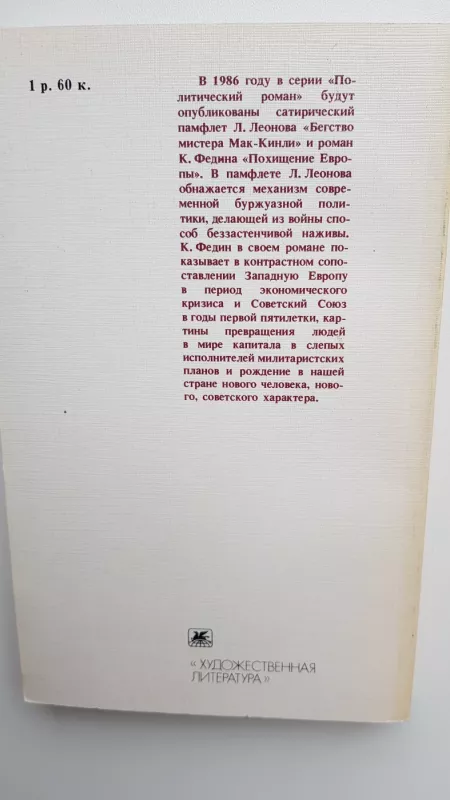 1 р. 60 к.
В 1986 году в серии «По-
литический роман» будут
опубликованы сатирический
памфлет Л. Леонова «Бегство
мистера Мак-Кинли» и роман
К. Федина «Похищение Евро-
пы». В памфлете Л. Леонова
обнажается механизм совре-
менной буржуазной поли-
тики, делающей из войны спо-
соб беззастенчивой наживы.
К. Федин в своем романе по-
казывает в контрастном сопо-
ставлении Западную Европу
в период экономического
кризиса и Советский Союз
в годы первой пятилетки, кар-
тины превращения людей
в мире капитала в слепых
исполнителей милитаристских
планов и рождение в нашей
стране нового человека, ново-
го, советского характера.
«ХУДОЖЕСТВЕННАЯ
ЛИТЕРАТУРА»